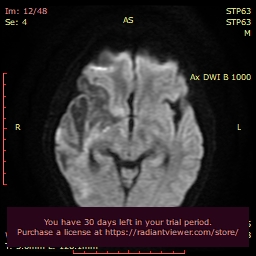 Im: 12/48
Se: 4
AS
STP63
STP63
M
Ax DWI B 1000
R
L
You have 30 days left in your trial period.
Purchase a license at https://radiantviewer.com/store/